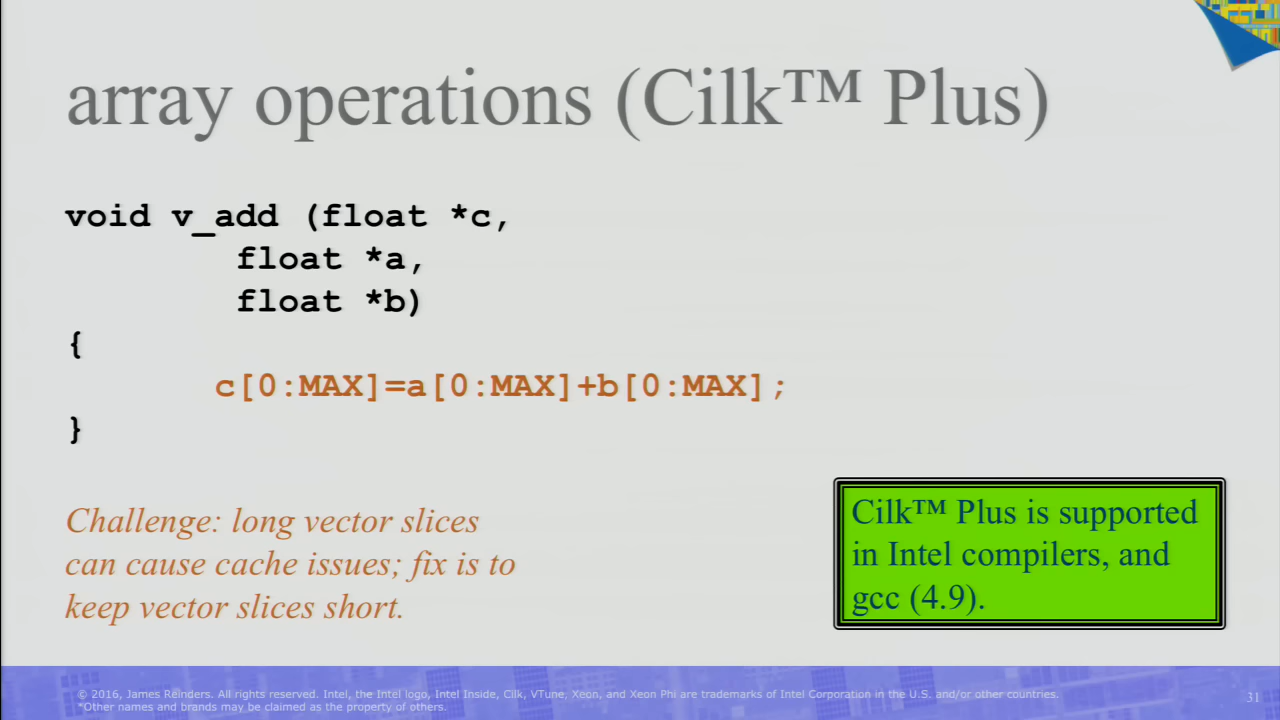 array operations (Cilk™ Plus)
void v_add (float *c,
float *a,
float *b)
{
c[0:MAX]=a[0:MAX]+b[0:MAX];
}
Challenge: long vector slices
can cause cache issues; fix is to
keep vector slices short.
Cilk™ Plus is supported
in Intel compilers, and
gcc (4.9).
© 2016, James Reinders. All rights reserved. Intel, the Intel logo, Intel Inside, Cilk, VTune, Xeon, and Xeon Phi are trademarks of Intel Corporation in the U.S. and/or other countries.
*Other names and brands may be claimed as the property of others.
31